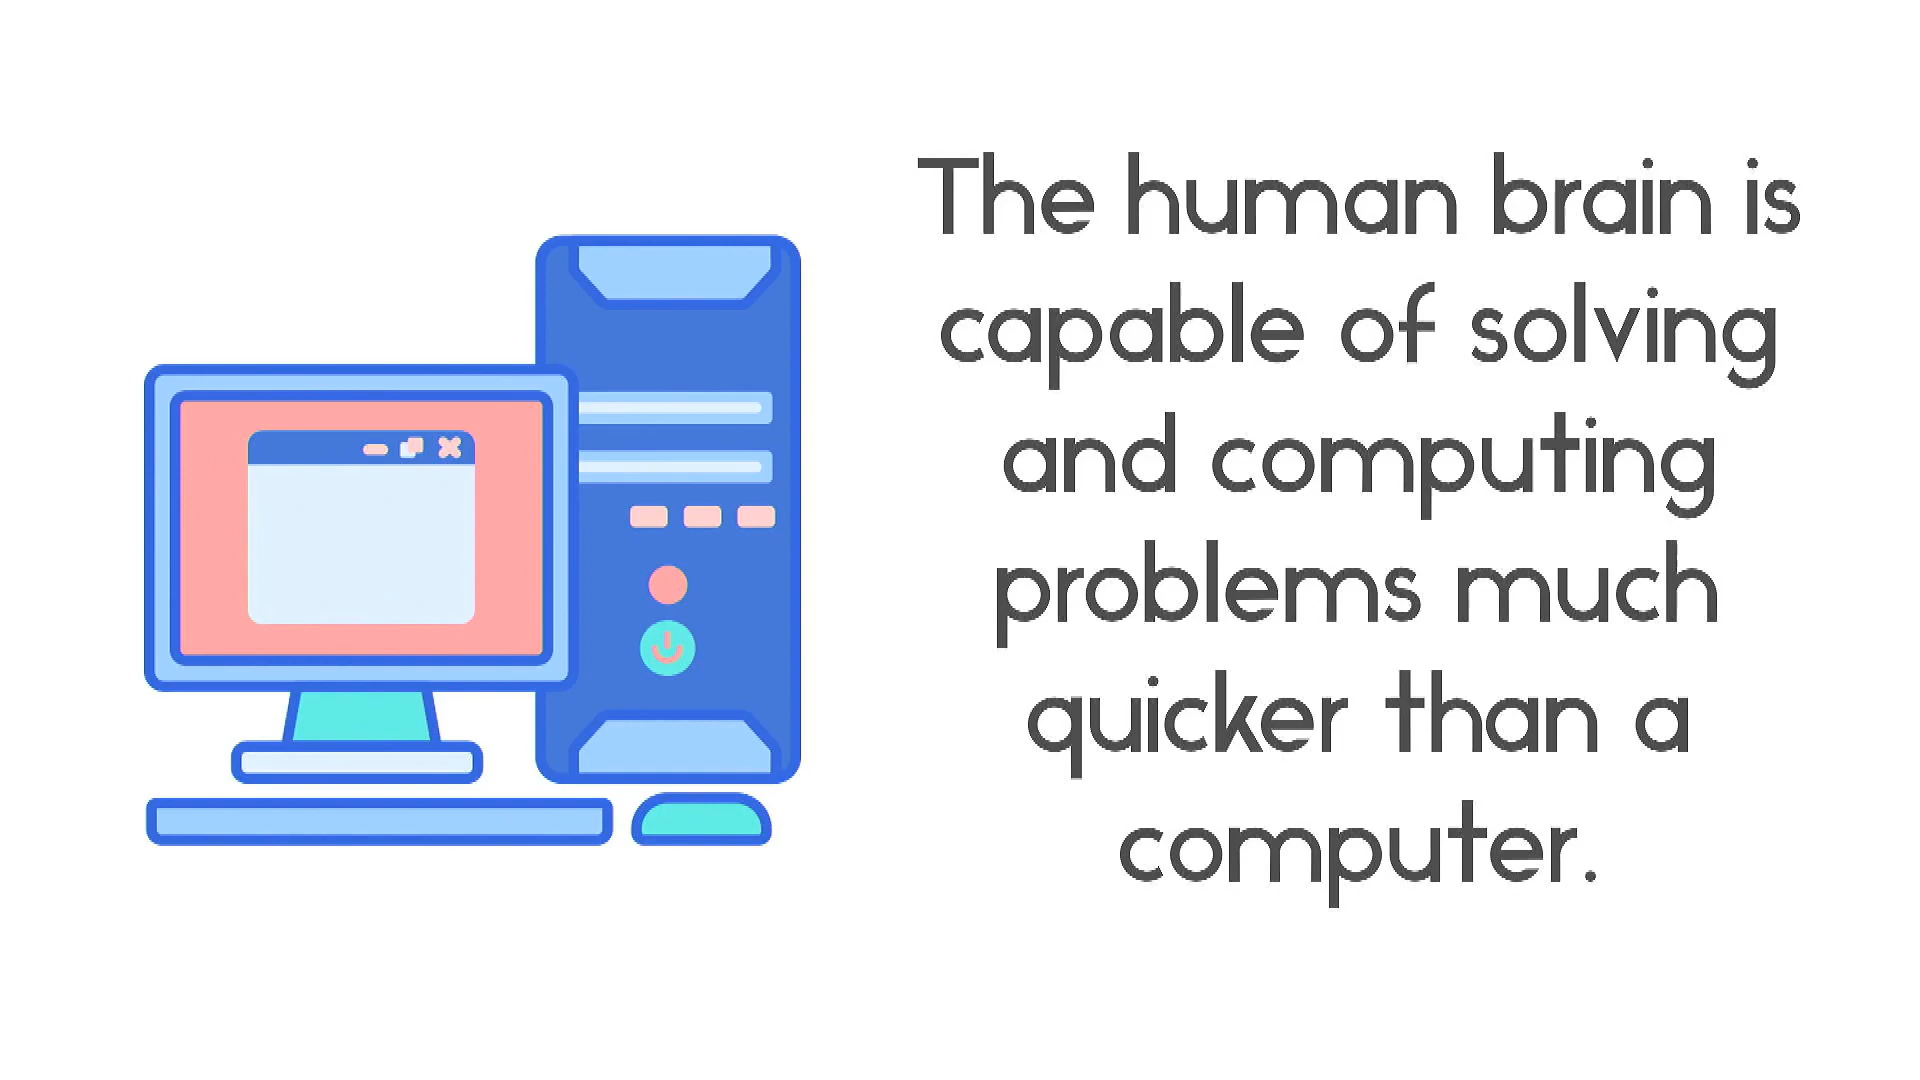 The human brain is
capable of solving
and computing
problems much
quicker than a
computer.